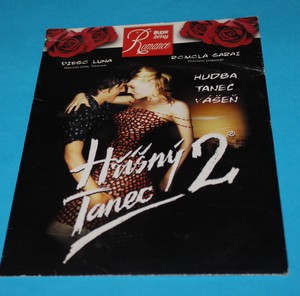 Romance
DIEGO LUNA
ROMOLA GARAI
HUDBA
TANEC
VÁŠEŇ
Hříšný
Tanec 2®